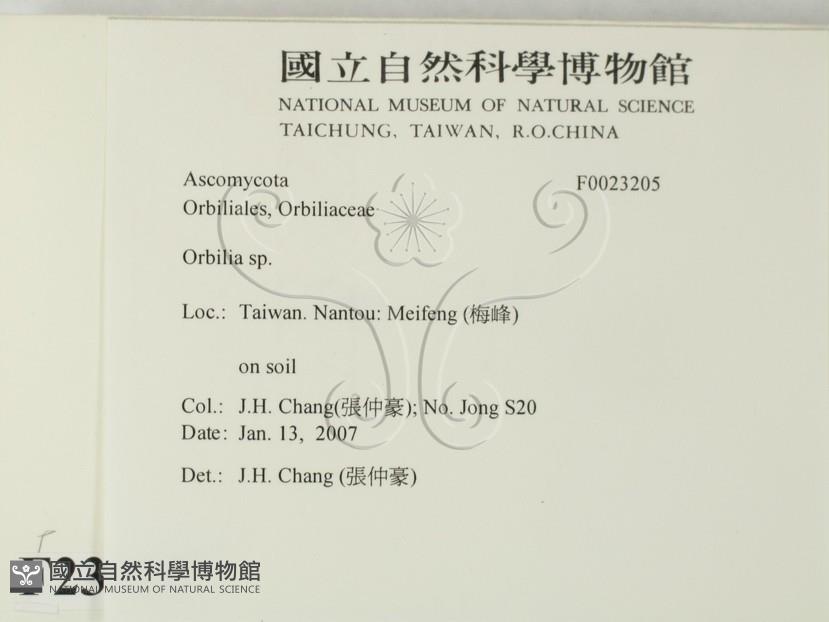 國立自然科學博物館
NATIONAL MUSEUM OF NATURAL SCIENCE
TAICHUNG, TAIWAN, R.O.CHINA
Ascomycota F0023205
Orbiliales, Orbiliaceae
Orbilia sp.
Loc.: Taiwan. Nantou: Meifeng (梅峰)
on soil
Col.: J.H. Chang(張仲豪); No. Jong S20
Date: Jan. 13, 2007
Det.: J.H. Chang (張仲豪)
F23
國立自然科學博物館
NATIONAL MUSEUM OF NATURAL SCIENCE